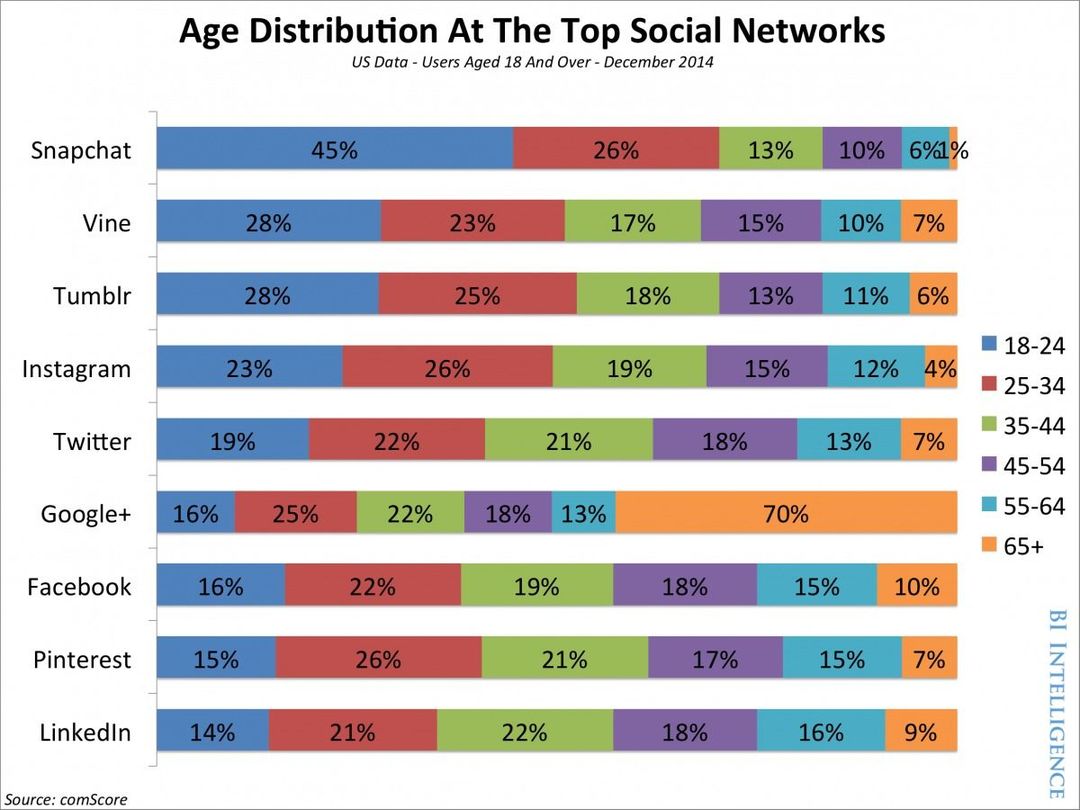 Age Distribution At The Top Social Networks
US Data - Users Aged 18 And Over - December 2014
Snapchat 45% 26% 13% 10% 6% 1%
Vine 28% 23% 17% 15% 10% 7%
Tumblr 28% 25% 18% 13% 11% 6%
Instagram 23% 26% 19% 15% 12% 4%
Twitter 19% 22% 21% 18% 13% 7%
Google+ 16% 25% 22% 18% 13% 70%
Facebook 16% 22% 19% 18% 15% 10%
Pinterest 15% 26% 21% 17% 15% 7%
LinkedIn 14% 21% 22% 18% 16% 9%
18-24
25-34
35-44
45-54
55-64
65+
BI INTELLIGENCE
Source: comScore